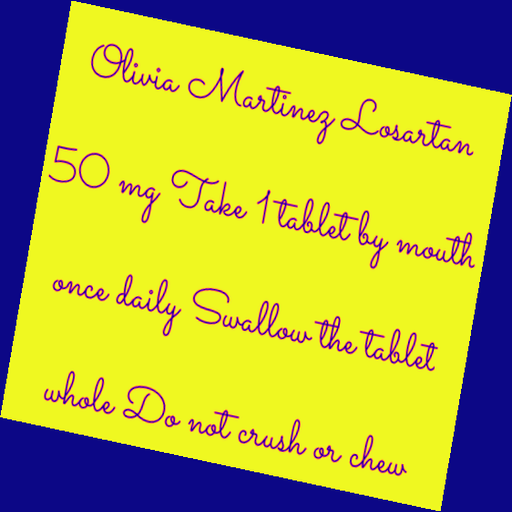 Olivia Martinez Losartan
50 mg Take 1 tablet by mouth
once daily Swallow the tablet
whole Do not crush or chew